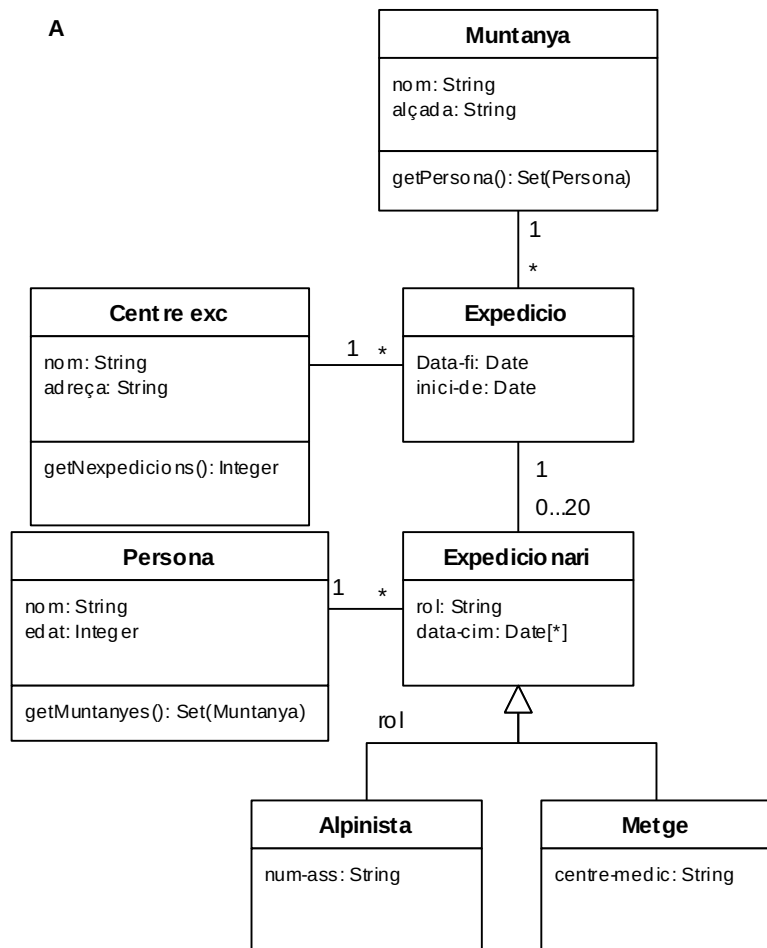 A
Muntanya
nom: String
alçada: String
getPersona(): Set(Persona)
1
*
Centre exc
nom: String
adreça: String
getNexpedicions(): Integer
1
*
Expedicio
Data-fi: Date
inici-de: Date
1
0...20
Persona
nom: String
edat: Integer
getMuntanyes(): Set(Muntanya)
1
*
Expedicionari
rol: String
data-cim: Date[*]
rol
Alpinista
num-ass: String
Metge
centre-medic: String